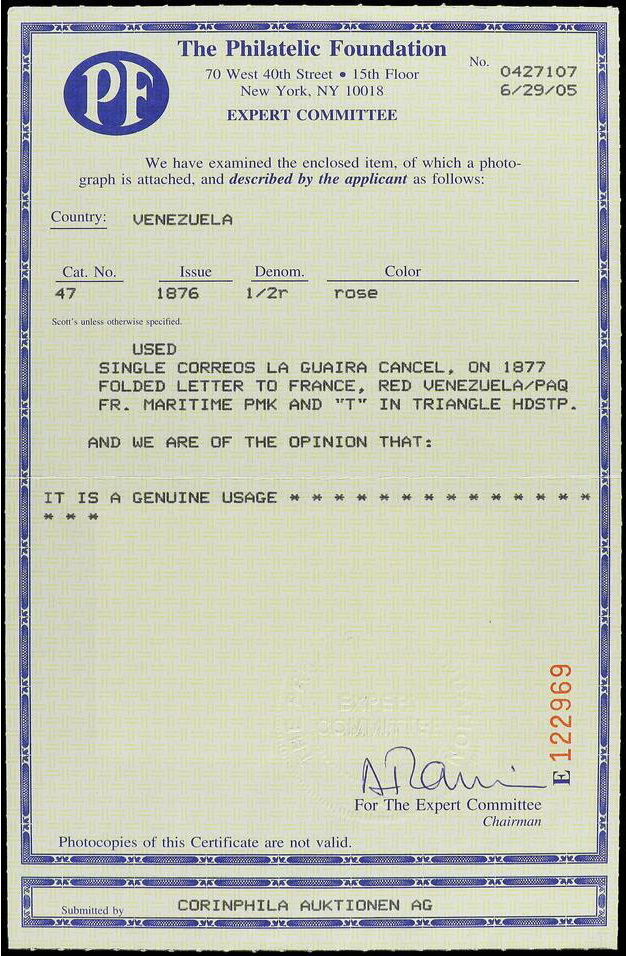 PF
The Philatelic Foundation
70 West 40th Street • 15th Floor
New York, NY 10018
EXPERT COMMITTEE
No. 0427107
6/29/05
We have examined the enclosed item, of which a photo-
graph is attached, and described by the applicant as follows:
Country: VENEZUELA
Cat. No. Issue Denom. Color
47 1876 1/2r rose
Scott's unless otherwise specified.
USED
SINGLE CORREOS LA GUAIRA CANCEL, ON 1877
FOLDED LETTER TO FRANCE, RED VENEZUELA/PAQ
FR. MARITIME PMK AND "T" IN TRIANGLE HDSTP.
AND WE ARE OF THE OPINION THAT:
IT IS A GENUINE USAGE * * * * * * * * * * * * * *
* * *
EXPERT
COMMITTEE
E 122969
For The Expert Committee
Chairman
Photocopies of this Certificate are not valid.
Submitted by CORINPHILA AUKTIONEN AG